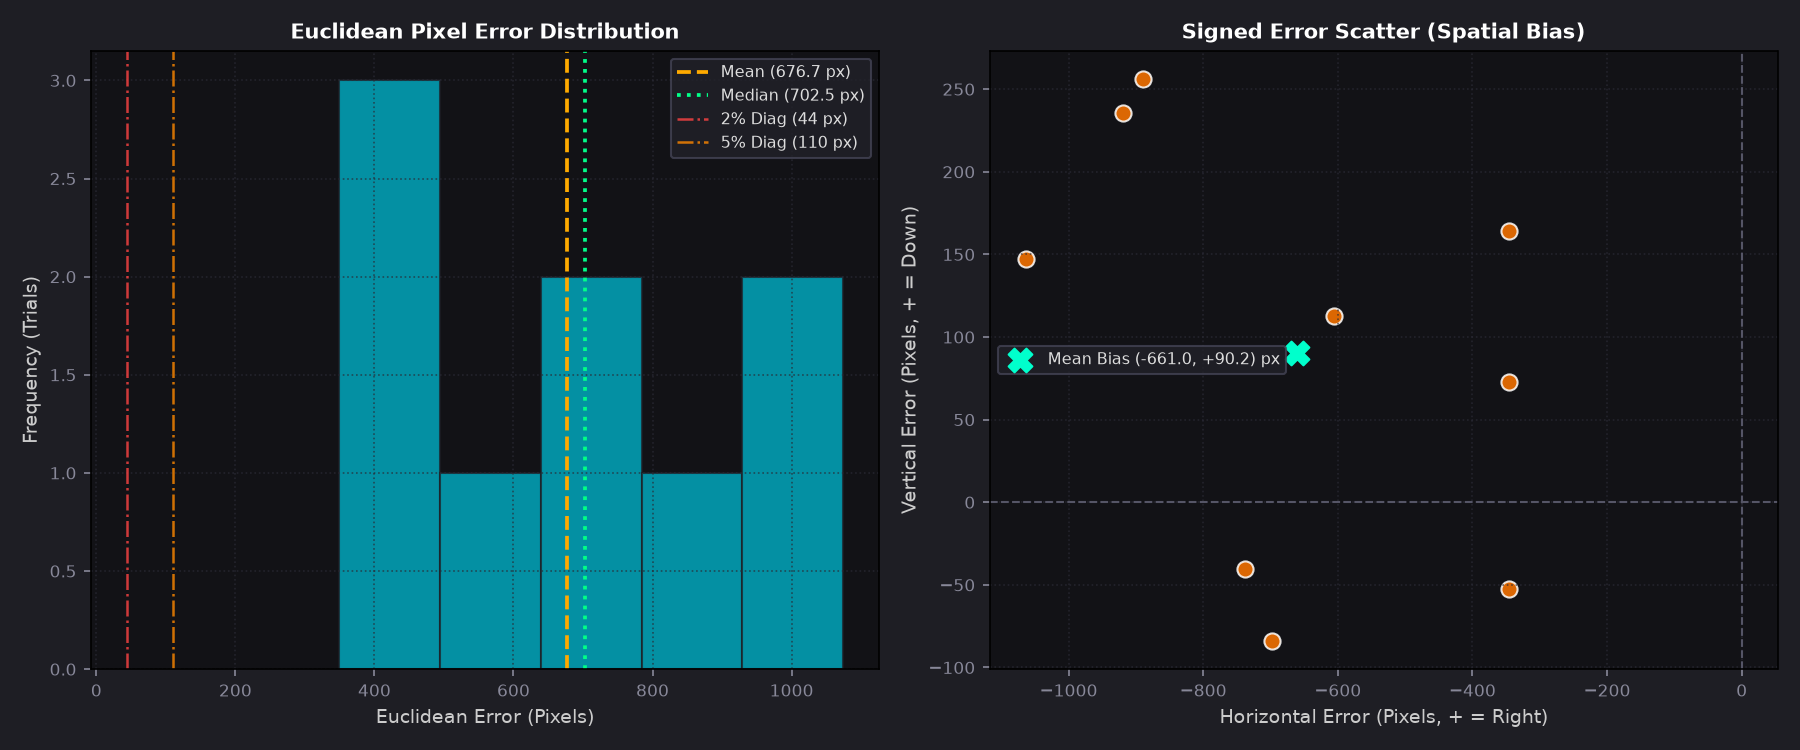 Euclidean Pixel Error Distribution
Mean (676.7 px)
Median (702.5 px)
2% Diag (44 px)
5% Diag (110 px)
Frequency (Trials)
3.0
2.5
2.0
1.5
1.0
0.5
0.0
0
200
400
600
800
1000
Euclidean Error (Pixels)
Signed Error Scatter (Spatial Bias)
Vertical Error (Pixels, + = Down)
250
200
150
100
50
0
−50
−100
Mean Bias (-661.0, +90.2) px
−1000
−800
−600
−400
−200
0
Horizontal Error (Pixels, + = Right)